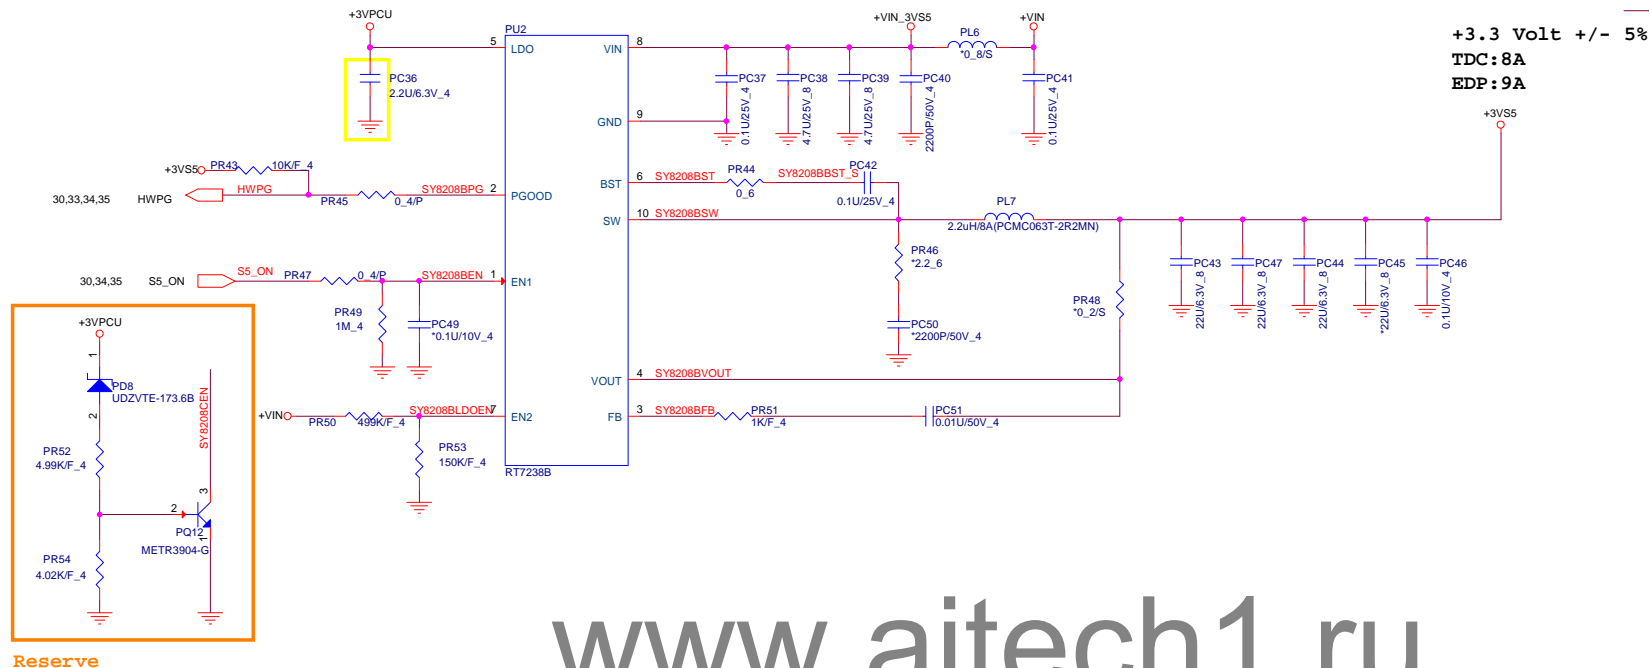 +3VPCU
PU2
5
LDO
PC36
2.2U/6.3V_4
+VIN_3VS5
+VIN
PL6
*0_8/S
8
VIN
PC37
0.1U/25V_4
PC38
4.7U/25V_8
PC39
4.7U/25V_8
PC40
2200P/50V_4
PC41
0.1U/25V_4
9
GND
+3.3 Volt +/- 5%
TDC:8A
EDP:9A
+3VS5
+3VS5
PR43
10K/F_4
30,33,34,35
HWPG
HWPG
PR45
0_4/P
SY8208BPG
2
PGOOD
BST
6
SY8208BST
PR44
0_6
SY8208BBST_S
PC42
0.1U/25V_4
SW
10
SY8208BSW
PL7
2.2uH/8A(PCMC063T-2R2MN)
PR46
*2.2_6
PC50
*2200P/50V_4
PR48
*0_2/S
PC43
22U/6.3V_8
PC47
22U/6.3V_8
PC44
22U/6.3V_8
PC45
*22U/6.3V_8
PC46
0.1U/10V_4
30,34,35
S5_ON
S5_ON
PR47
0_4/P
SY8208BEN
1
EN1
PR49
1M_4
PC49
*0.1U/10V_4
VOUT
4
SY8208BVOUT
FB
3
SY8208BFB
PR51
1K/F_4
PC51
0.01U/50V_4
+VIN
PR50
499K/F_4
SY8208BLDOEN
7
EN2
PR53
150K/F_4
RT7238B
+3VPCU
1
PD8
UDZVTE-173.6B
2
SY8208CEN
PR52
4.99K/F_4
3
2
PQ12
1
METR3904-G
PR54
4.02K/F_4
Reserve
www.aitech1.ru